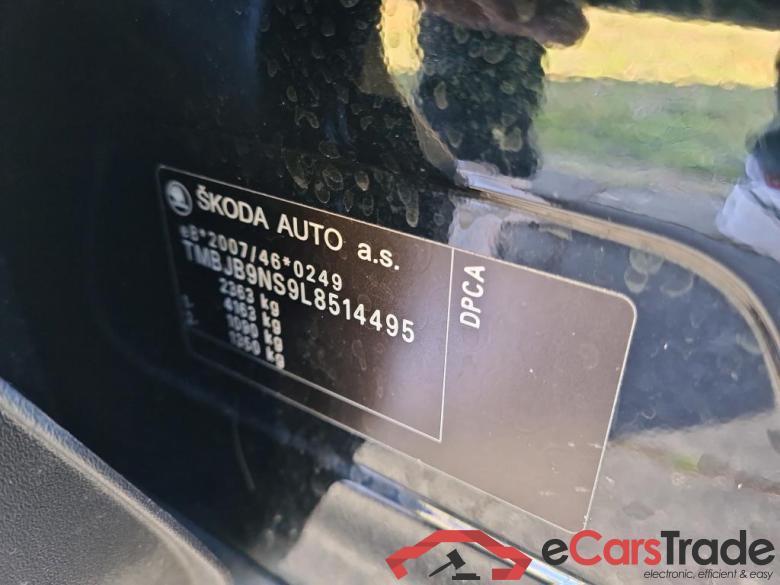 ŠKODA AUTO a.s.
e8*2007/46*0249
TMBJB9NS9L8514495
2363 kg
4163 kg
1- 1090 kg
2- 1350 kg
DPCA
eCarsTrade
electronic, efficient & easy